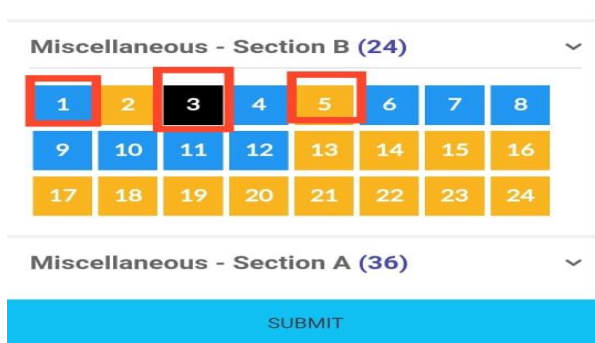 Miscellaneous - Section B (24)
1 2 3 4 5 6 7 8
9 10 11 12 13 14 15 16
17 18 19 20 21 22 23 24
Miscellaneous - Section A (36)
SUBMIT